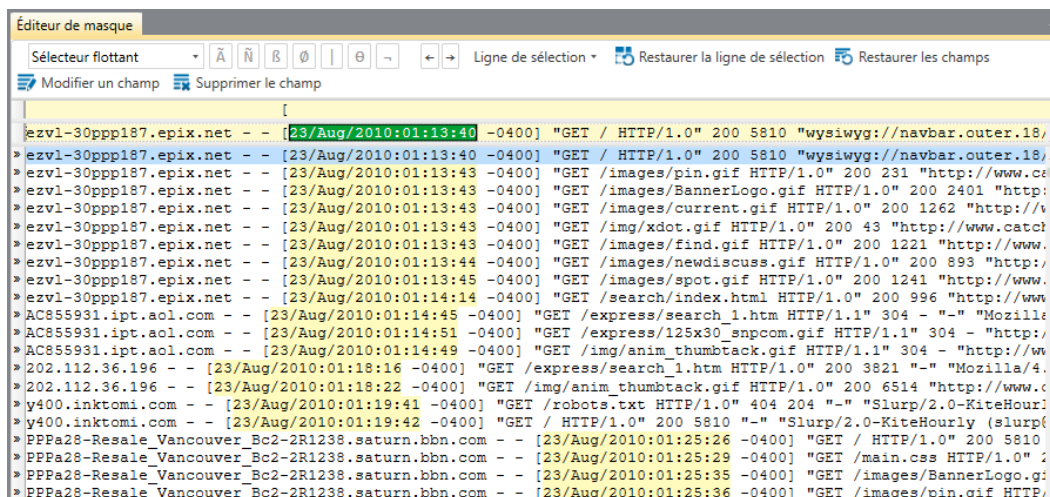 Éditeur de masque
Sélecteur flottant Ã Ñ ß Ø | Θ ¬ ← → Ligne de sélection Restaurer la ligne de sélection Restaurer les champs
Modifier un champ Supprimer le champ
[
ezvl-30ppp187.epix.net - - [23/Aug/2010:01:13:40 -0400] "GET / HTTP/1.0" 200 5810 "wysiwyg://navbar.outer.18/
» ezvl-30ppp187.epix.net - - [23/Aug/2010:01:13:40 -0400] "GET / HTTP/1.0" 200 5810 "wysiwyg://navbar.outer.18/
» ezvl-30ppp187.epix.net - - [23/Aug/2010:01:13:43 -0400] "GET /images/pin.gif HTTP/1.0" 200 231 "http://www.ca
» ezvl-30ppp187.epix.net - - [23/Aug/2010:01:13:43 -0400] "GET /images/BannerLogo.gif HTTP/1.0" 200 2401 "http:
» ezvl-30ppp187.epix.net - - [23/Aug/2010:01:13:43 -0400] "GET /images/current.gif HTTP/1.0" 200 1262 "http://w
» ezvl-30ppp187.epix.net - - [23/Aug/2010:01:13:43 -0400] "GET /img/xdot.gif HTTP/1.0" 200 43 "http://www.catch
» ezvl-30ppp187.epix.net - - [23/Aug/2010:01:13:43 -0400] "GET /images/find.gif HTTP/1.0" 200 1221 "http://www.
» ezvl-30ppp187.epix.net - - [23/Aug/2010:01:13:44 -0400] "GET /images/newdiscuss.gif HTTP/1.0" 200 893 "http:/
» ezvl-30ppp187.epix.net - - [23/Aug/2010:01:13:45 -0400] "GET /images/spot.gif HTTP/1.0" 200 1241 "http://www.
» ezvl-30ppp187.epix.net - - [23/Aug/2010:01:14:14 -0400] "GET /search/index.html HTTP/1.0" 200 996 "http://www
» AC855931.ipt.aol.com - - [23/Aug/2010:01:14:45 -0400] "GET /express/search_1.htm HTTP/1.1" 304 - "-" "Mozilla
» AC855931.ipt.aol.com - - [23/Aug/2010:01:14:51 -0400] "GET /express/125x30_snpcom.gif HTTP/1.1" 304 - "http:/
» AC855931.ipt.aol.com - - [23/Aug/2010:01:14:49 -0400] "GET /img/anim_thumbtack.gif HTTP/1.1" 304 - "http://ww
» 202.112.36.196 - - [23/Aug/2010:01:18:16 -0400] "GET /express/search_1.htm HTTP/1.0" 200 3821 "-" "Mozilla/4.
» 202.112.36.196 - - [23/Aug/2010:01:18:22 -0400] "GET /img/anim_thumbtack.gif HTTP/1.0" 200 6514 "http://www.c
» y400.inktomi.com - - [23/Aug/2010:01:19:41 -0400] "GET /robots.txt HTTP/1.0" 404 204 "-" "Slurp/2.0-KiteHourl
» y400.inktomi.com - - [23/Aug/2010:01:19:42 -0400] "GET / HTTP/1.0" 200 5810 "-" "Slurp/2.0-KiteHourly (slurp@
» PPPa28-Resale_Vancouver_Bc2-2R1238.saturn.bbn.com - - [23/Aug/2010:01:25:26 -0400] "GET / HTTP/1.0" 200 5810
» PPPa28-Resale_Vancouver_Bc2-2R1238.saturn.bbn.com - - [23/Aug/2010:01:25:29 -0400] "GET /main.css HTTP/1.0" 2
» PPPa28-Resale_Vancouver_Bc2-2R1238.saturn.bbn.com - - [23/Aug/2010:01:25:35 -0400] "GET /images/BannerLogo.gi
» PPPa28-Resale_Vancouver_Bc2-2R1238.saturn.bbn.com - - [23/Aug/2010:01:25:36 -0400] "GET /images/pin.gif HTTP/